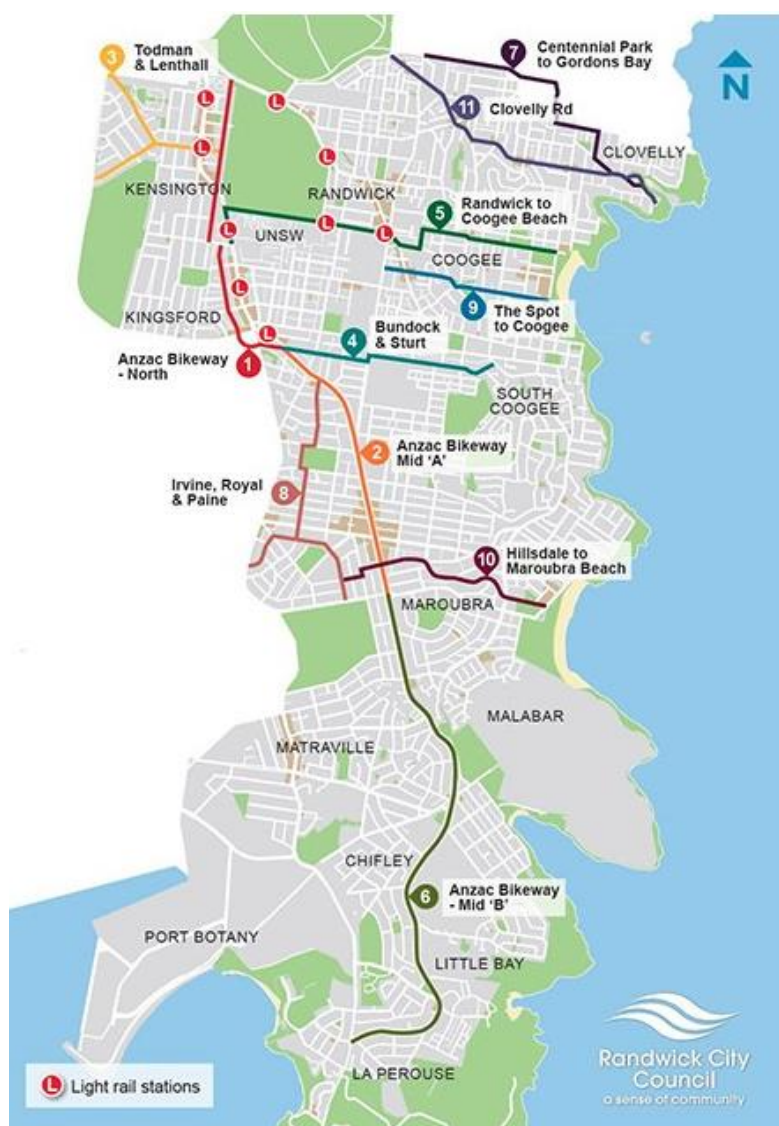 7
Centennial Park
to Gordons Bay
3
Todman
& Lenthall
N
L
L
11
Clovelly Rd
L
L
CLOVELLY
KENSINGTON
RANDWICK
5
Randwick to
Coogee Beach
L
L
L
UNSW
COOGEE
L
9
The Spot
to Coogee
KINGSFORD
L
4
Bundock
& Sturt
1
Anzac Bikeway
- North
SOUTH
COOGEE
2
Anzac Bikeway
Mid 'A'
8
Irvine, Royal
& Paine
10
Hillsdale to
Maroubra Beach
MAROUBRA
MALABAR
MATRAVILLE
CHIFLEY
6
Anzac Bikeway
- Mid 'B'
PORT BOTANY
LITTLE BAY
Randwick City
Council
a sense of community
L Light rail stations
LA PEROUSE